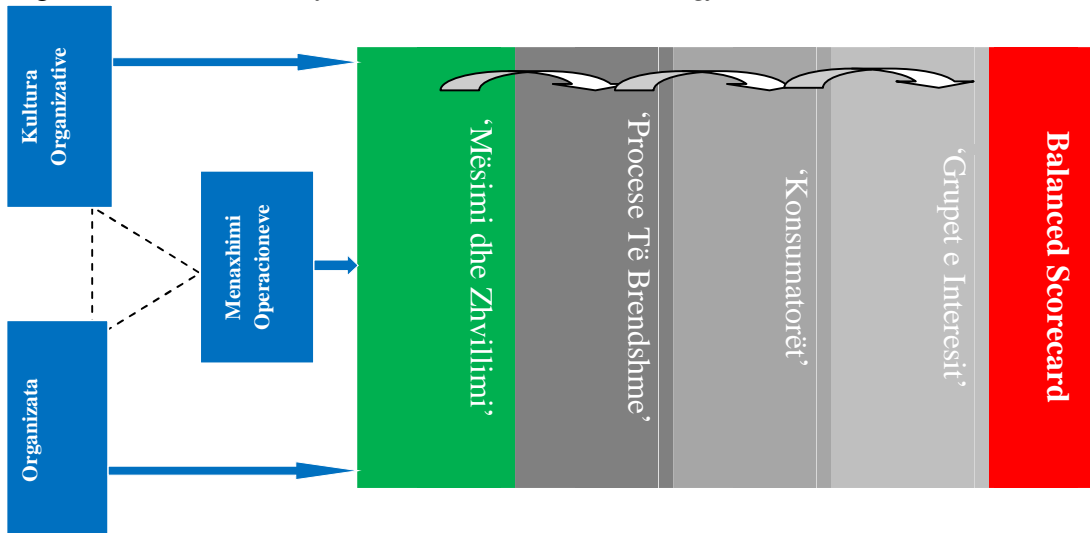 Kultura
Organizative
Menaxhimi
Operacioneve
Organizata
‘Mësimi dhe Zhvillimi’
‘Procese Të Brendshme’
‘Konsumatorët’
‘Grupet e Interesit’
Balanced Scorecard